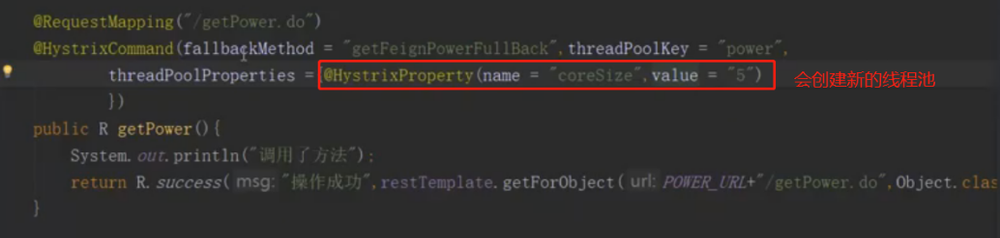 @RequestMapping("/getPower.do")
@HystrixCommand(fallbackMethod = "getFeignPowerFullBack",threadPoolKey = "power",
threadPoolProperties ={@HystrixProperty(name = "coreSize",value = "5") 会创建新的线程池
})
public R getPower(){
System.out.println("调用了方法");
return R.success( msg: "操作成功",restTemplate.getForObject( url: POWER_URL+"/getPower.do",Object.clas
}